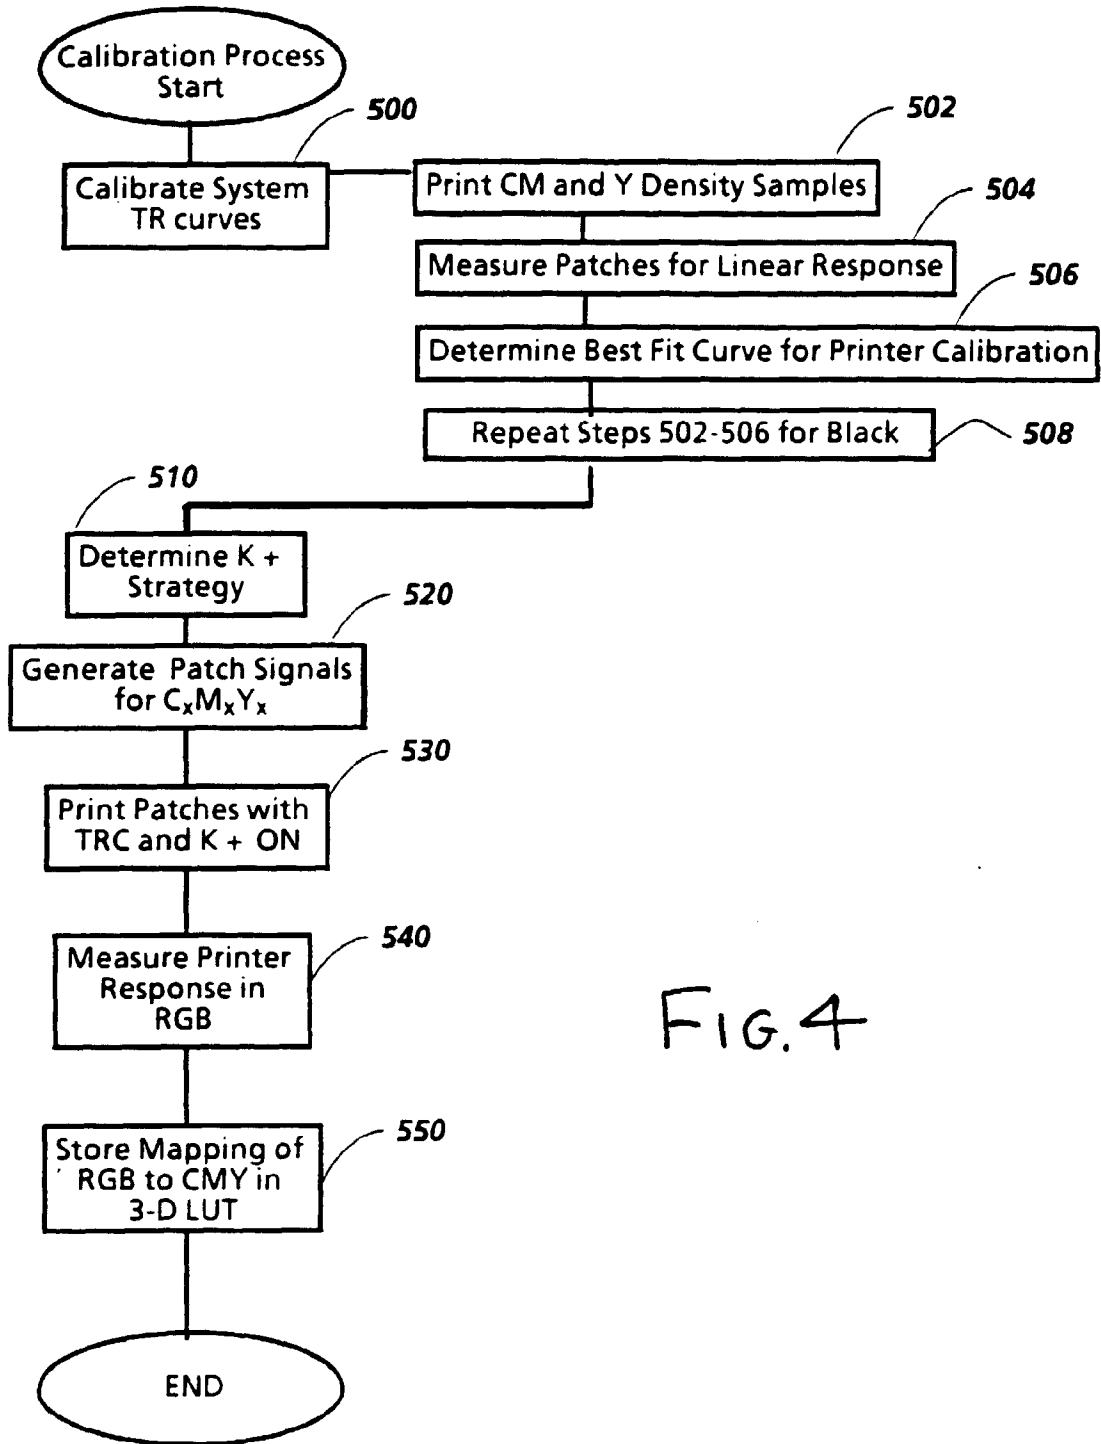 Calibration Process
Start
500
502
Calibrate System
TR curves
Print CM and Y Density Samples
504
Measure Patches for Linear Response
506
Determine Best Fit Curve for Printer Calibration
Repeat Steps 502-506 for Black
508
510
Determine K +
Strategy
520
Generate Patch Signals
for CₓMₓYₓ
530
Print Patches with
TRC and K + ON
540
Measure Printer
Response in
RGB
FIG. 4
550
Store Mapping of
RGB to CMY in
3-D LUT
END